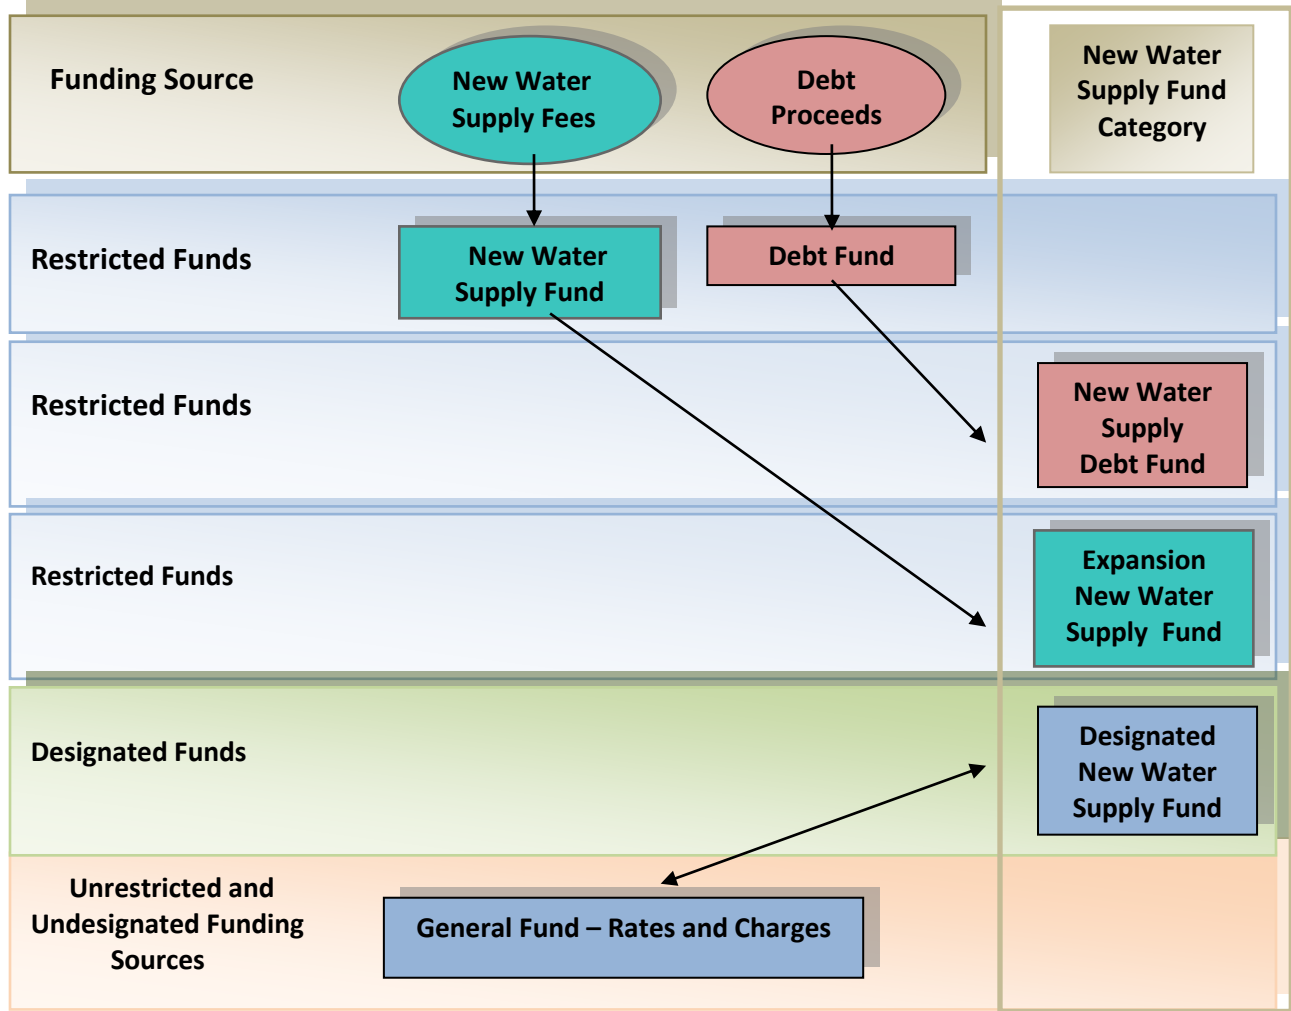 Funding Source
New Water
Supply Fees
Debt
Proceeds
New Water
Supply Fund
Category
Restricted Funds
New Water
Supply Fund
Debt Fund
Restricted Funds
New Water
Supply
Debt Fund
Restricted Funds
Expansion
New Water
Supply Fund
Designated Funds
Designated
New Water
Supply Fund
Unrestricted and
Undesignated Funding
Sources
General Fund – Rates and Charges